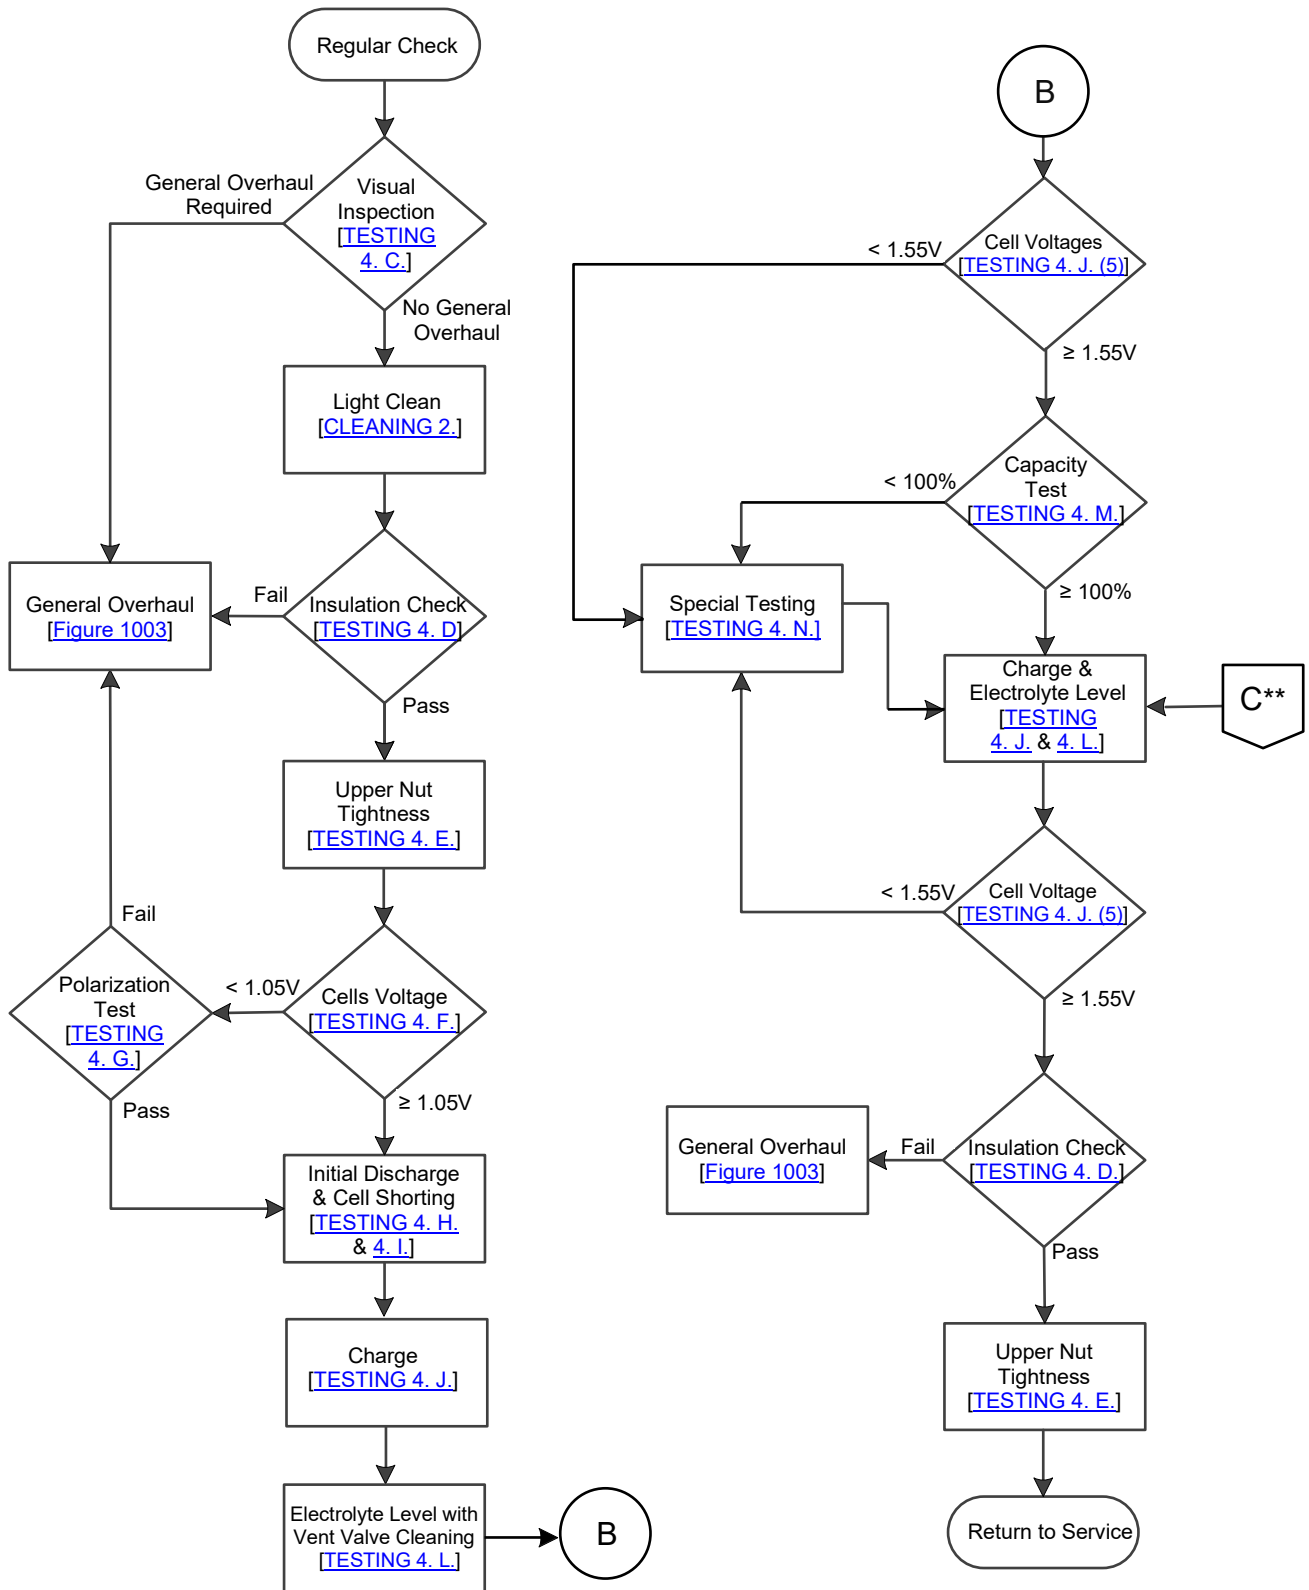 Regular Check
General Overhaul
Required
Visual
Inspection
[TESTING
4. C.]
No General
Overhaul
Light Clean
[CLEANING 2.]
General Overhaul
[Figure 1003]
Fail
Insulation Check
[TESTING 4. D]
Pass
Upper Nut
Tightness
[TESTING 4. E.]
Fail
Polarization
Test
[TESTING
4. G.]
< 1.05V
Cells Voltage
[TESTING 4. F.]
Pass
≥ 1.05V
Initial Discharge
& Cell Shorting
[TESTING 4. H.
& 4. I.]
Charge
[TESTING 4. J.]
Electrolyte Level with
Vent Valve Cleaning
[TESTING 4. L.]
B
B
< 1.55V
Cell Voltages
[TESTING 4. J. (5)]
≥ 1.55V
< 100%
Capacity
Test
[TESTING 4. M.]
≥ 100%
Special Testing
[TESTING 4. N.]
Charge &
Electrolyte Level
[TESTING
4. J. & 4. L.]
C**
< 1.55V
Cell Voltage
[TESTING 4. J. (5)]
≥ 1.55V
General Overhaul
[Figure 1003]
Fail
Insulation Check
[TESTING 4. D.]
Pass
Upper Nut
Tightness
[TESTING 4. E.]
Return to Service